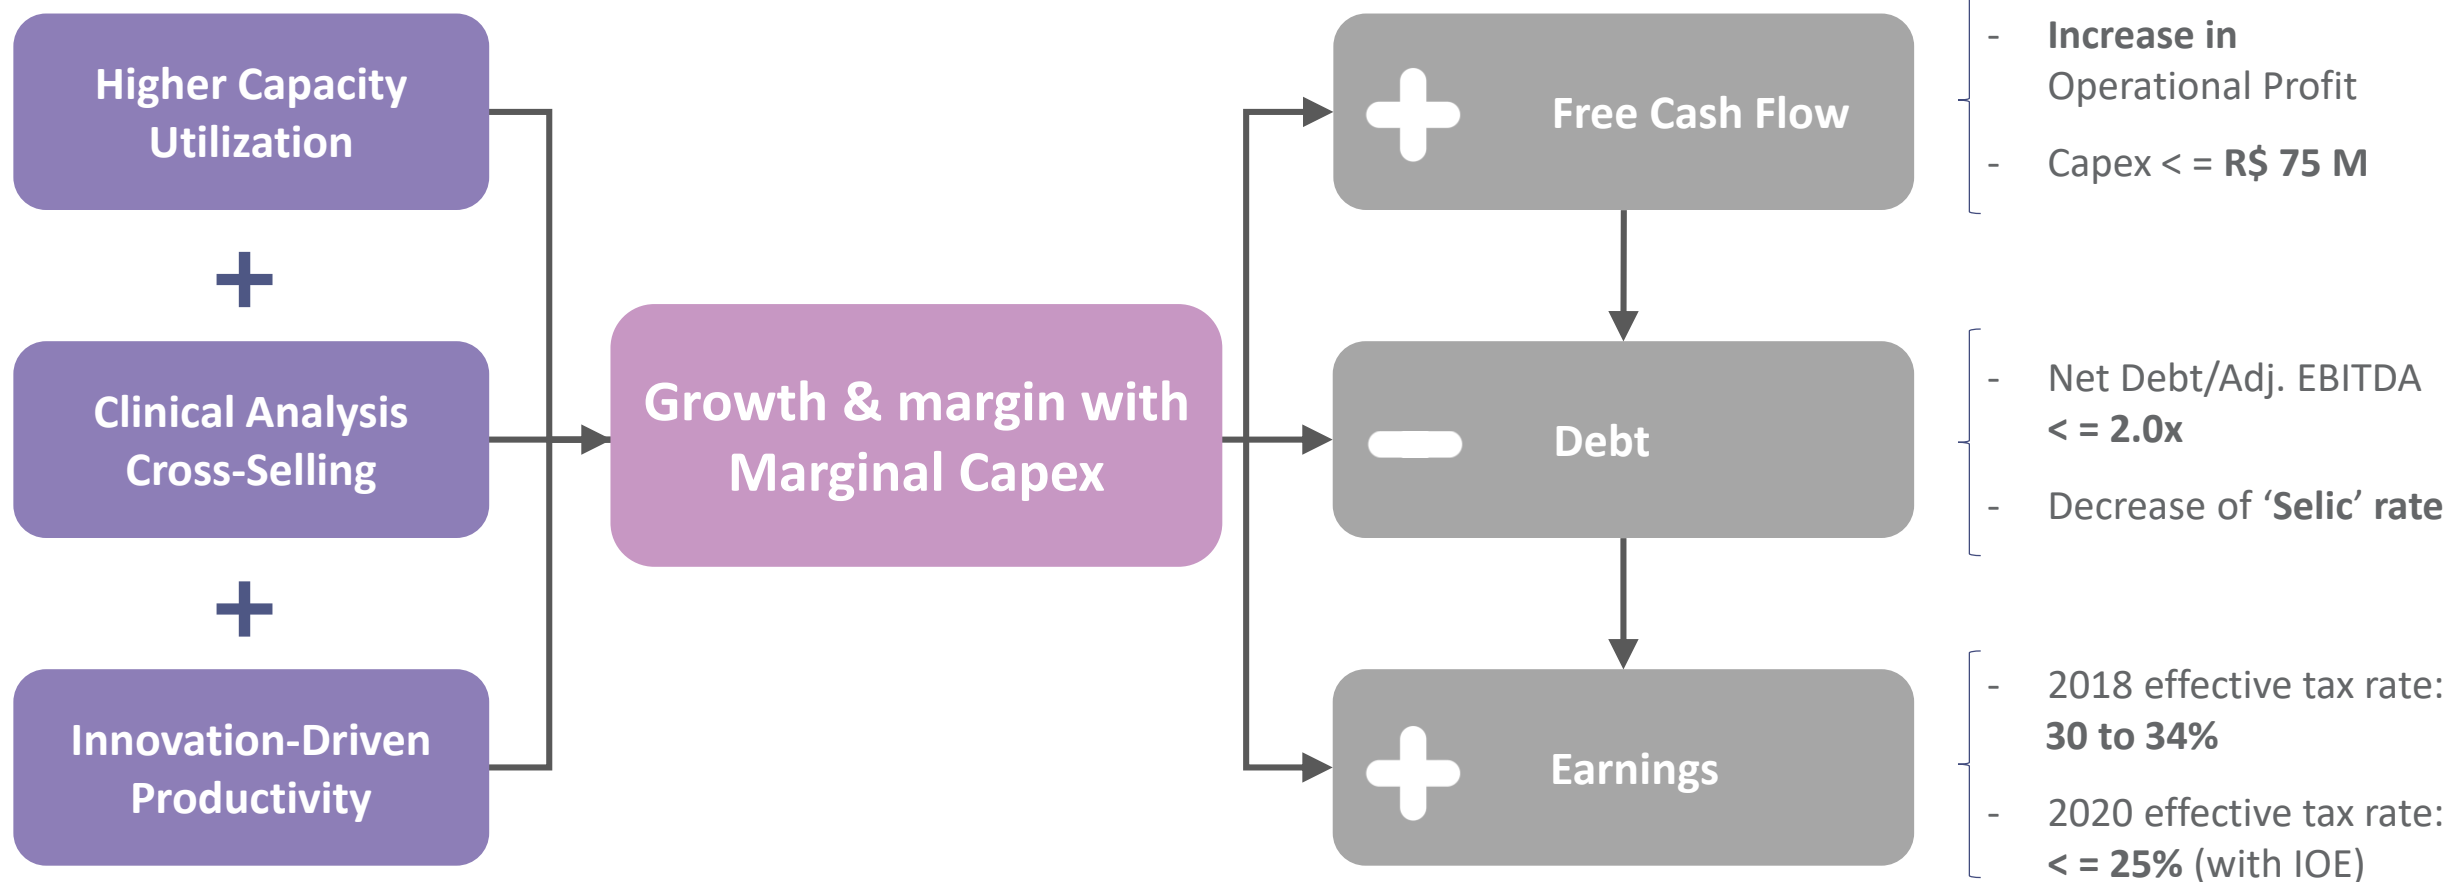 Higher Capacity
Utilization
+
Clinical Analysis
Cross-Selling
+
Innovation-Driven
Productivity
Growth & margin with
Marginal Capex
Free Cash Flow
- Increase in
Operational Profit
- Capex < = R$ 75 M
Debt
- Net Debt/Adj. EBITDA
< = 2.0x
- Decrease of ‘Selic’ rate
Earnings
- 2018 effective tax rate:
30 to 34%
- 2020 effective tax rate:
< = 25% (with IOE)